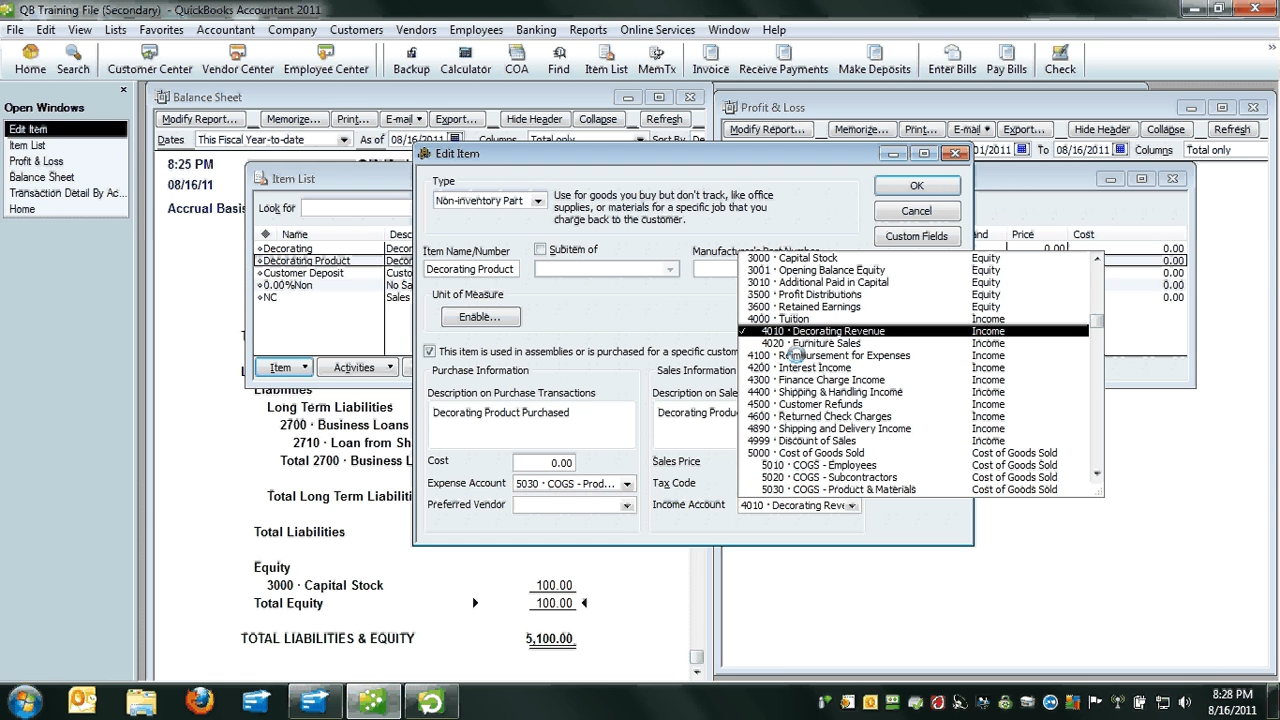 QB Training File (Secondary) - QuickBooks Accountant 2011
File Edit View Lists Favorites Accountant Company Customers Vendors Employees Banking Reports Online Services Window Help
Home Search Customer Center Vendor Center Employee Center Backup Calculator COA Find Item List MemTx Invoice Receive Payments Make Deposits Enter Bills Pay Bills Check
Open Windows
Edit Item
Item List
Profit & Loss
Balance Sheet
Transaction Detail By Ac...
Home
Balance Sheet
Modify Report... Memorize... Print... E-mail Export... Hide Header Collapse Refresh
Dates This Fiscal Year-to-date As of 08/16/2011 Columns Total only Sort By
8:25 PM
08/16/11
Accrual Basis
Profit & Loss
Modify Report... Memorize... Print... E-mail Export... Hide Header Collapse Refresh
01/2011 To 08/16/2011 Columns Total only
Item List
Look for
Name
Decorating
Decorating Product
Customer Deposit
0.00%Non
NC
Price Cost
0.00 0.00
0.00
0.00
0.00
0.00
Item Activities
Edit Item
Type
Non-inventory Part
Use for goods you buy but don't track, like office
supplies, or materials for a specific job that you
charge back to the customer.
OK
Cancel
Custom Fields
Item Name/Number Subitem of Manufacturer's Part Number
Decorating Product
Unit of Measure
Enable...
This item is used in assemblies or is purchased for a specific custom
Purchase Information
Description on Purchase Transactions
Decorating Product Purchased
Cost 0.00
Expense Account 5030 · COGS - Prod...
Preferred Vendor
Sales Information
Description on Sale
Decorating Produ
Sales Price
Tax Code
Income Account 4010 · Decorating Reve
3000 · Capital Stock Equity
3001 · Opening Balance Equity Equity
3010 · Additional Paid in Capital Equity
3500 · Profit Distributions Equity
3600 · Retained Earnings Equity
4000 · Tuition Income
4010 · Decorating Revenue Income
4020 · Furniture Sales Income
4100 · Reimbursement for Expenses Income
4200 · Interest Income Income
4300 · Finance Charge Income Income
4400 · Shipping & Handling Income Income
4500 · Customer Refunds Income
4600 · Returned Check Charges Income
4890 · Shipping and Delivery Income Income
4999 · Discount of Sales Income
5000 · Cost of Goods Sold Cost of Goods Sold
5010 · COGS - Employees Cost of Goods Sold
5020 · COGS - Subcontractors Cost of Goods Sold
5030 · COGS - Product & Materials Cost of Goods Sold
Liabilities
Long Term Liabilities
2700 · Business Loans
2710 · Loan from Sh
Total 2700 · Business L
Total Long Term Liabilities
Total Liabilities
Equity
3000 · Capital Stock 100.00
Total Equity 100.00
TOTAL LIABILITIES & EQUITY 5,100.00
8:28 PM
8/16/2011